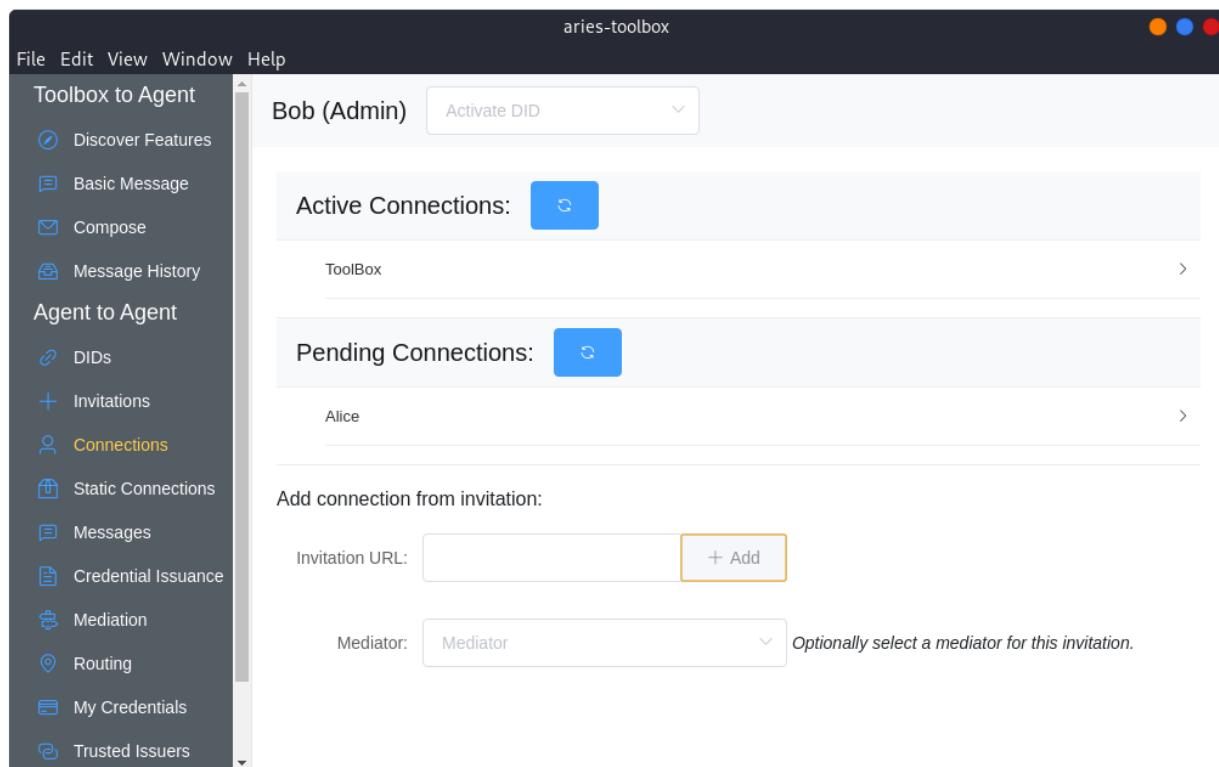 aries-toolbox
File Edit View Window Help
Toolbox to Agent
Discover Features
Basic Message
Compose
Message History
Agent to Agent
DIDs
Invitations
Connections
Static Connections
Messages
Credential Issuance
Mediation
Routing
My Credentials
Trusted Issuers
Bob (Admin) Activate DID
Active Connections:
ToolBox
Pending Connections:
Alice
Add connection from invitation:
Invitation URL: + Add
Mediator: Mediator Optionally select a mediator for this invitation.